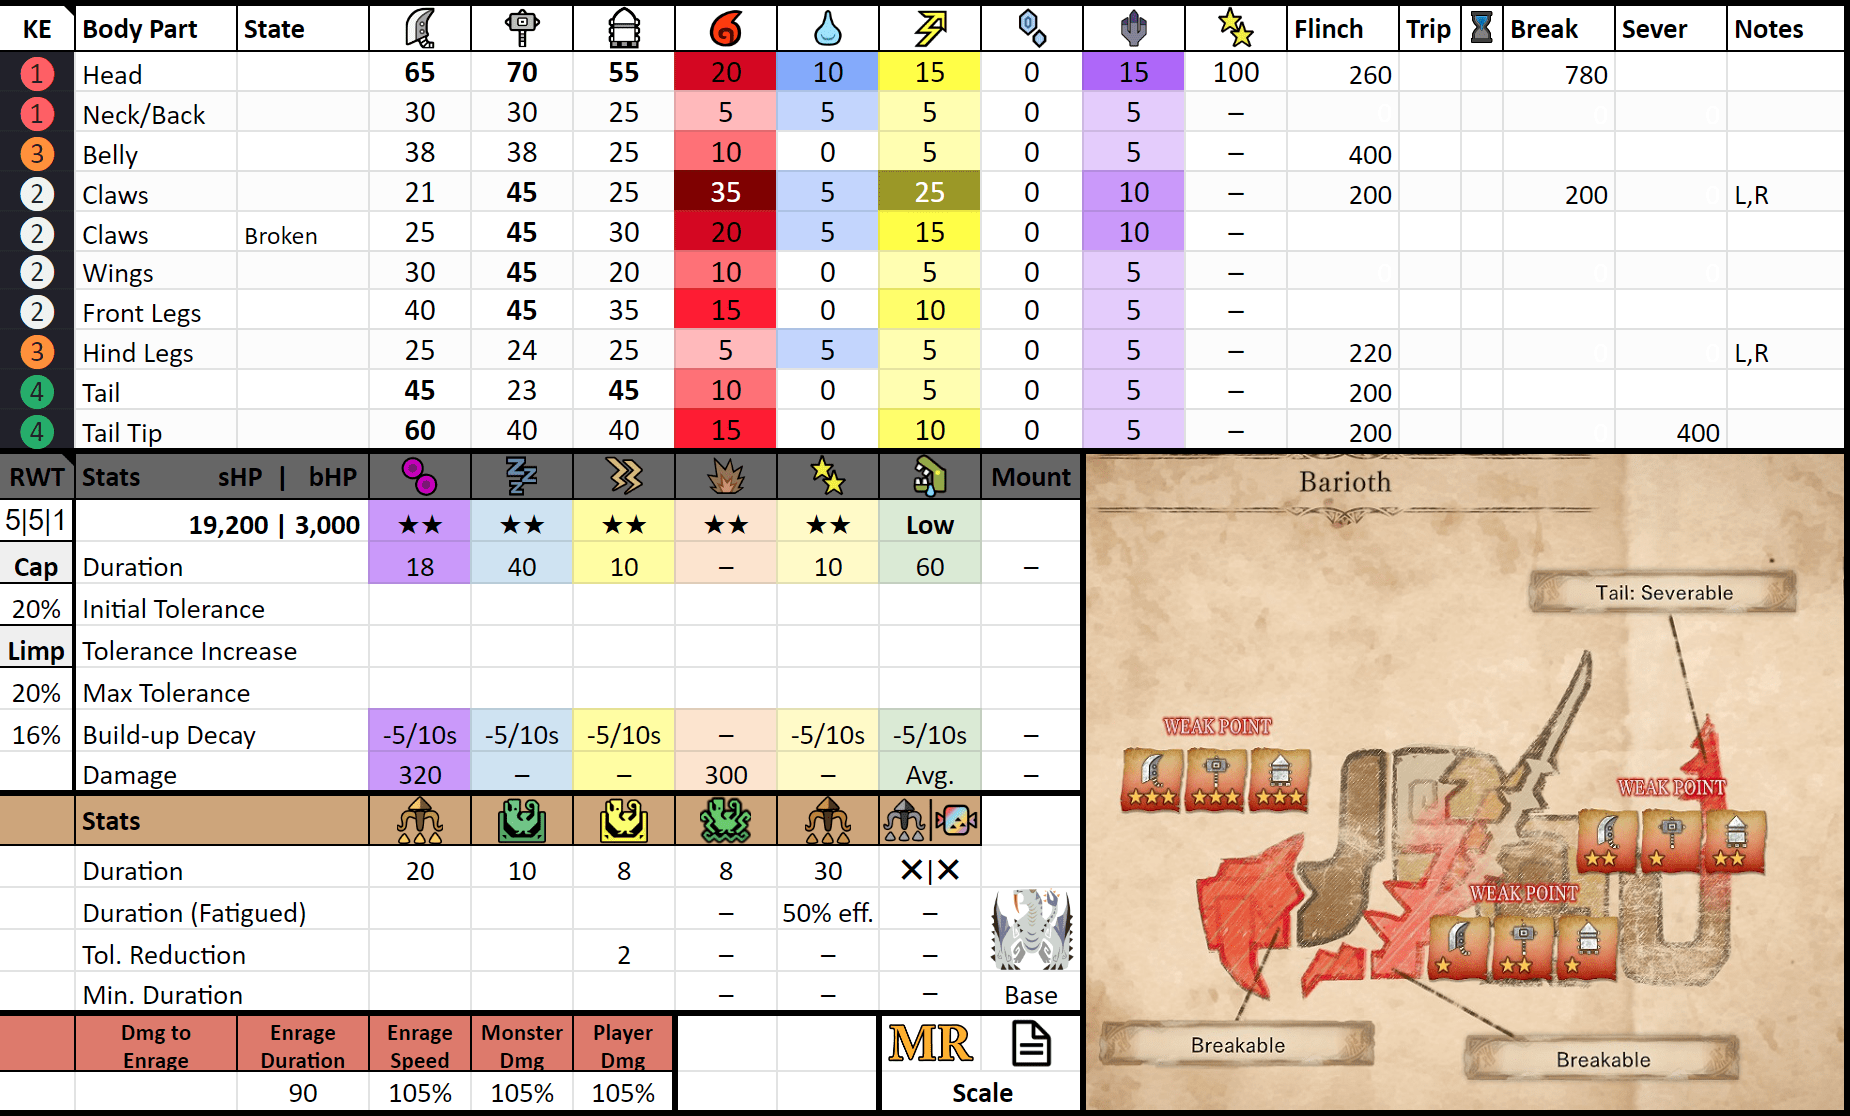 KE Body Part State Flinch Trip Break Sever Notes
1 Head 65 70 55 20 10 15 0 15 100 260 780
1 Neck/Back 30 30 25 5 5 5 0 5 –
3 Belly 38 38 25 10 0 5 0 5 – 400
2 Claws 21 45 25 35 5 25 0 10 – 200 200 L,R
2 Claws Broken 25 45 30 20 5 15 0 10 –
2 Wings 30 45 20 10 0 5 0 5
2 Front Legs 40 45 35 15 0 10 0 5
3 Hind Legs 25 24 25 5 5 5 0 5 – 220 L,R
4 Tail 45 23 45 10 0 5 0 5 – 200
4 Tail Tip 60 40 40 15 0 10 0 5 – 200 400
RWT Stats sHP | bHP Mount
5|5|1 19,200 | 3,000 ★★ ★★ ★★ ★★ ★★ Low
Cap Duration 18 40 10 – 10 60 –
20% Initial Tolerance
Limp Tolerance Increase
20% Max Tolerance
16% Build-up Decay -5/10s -5/10s -5/10s – -5/10s -5/10s –
Damage 320 – – 300 – Avg. –
Stats
Duration 20 10 8 8 30 ✕|✕
Duration (Fatigued) – 50% eff. –
Tol. Reduction 2 – – –
Min. Duration – – – Base
Dmg to Enrage Enrage Duration Enrage Speed Monster Dmg Player Dmg MR
90 105% 105% 105% Scale
Barioth
Tail: Severable
WEAK POINT
★★★ ★★★ ★★★
WEAK POINT
★★ ★ ★★
WEAK POINT
★ ★★ ★
Breakable
Breakable